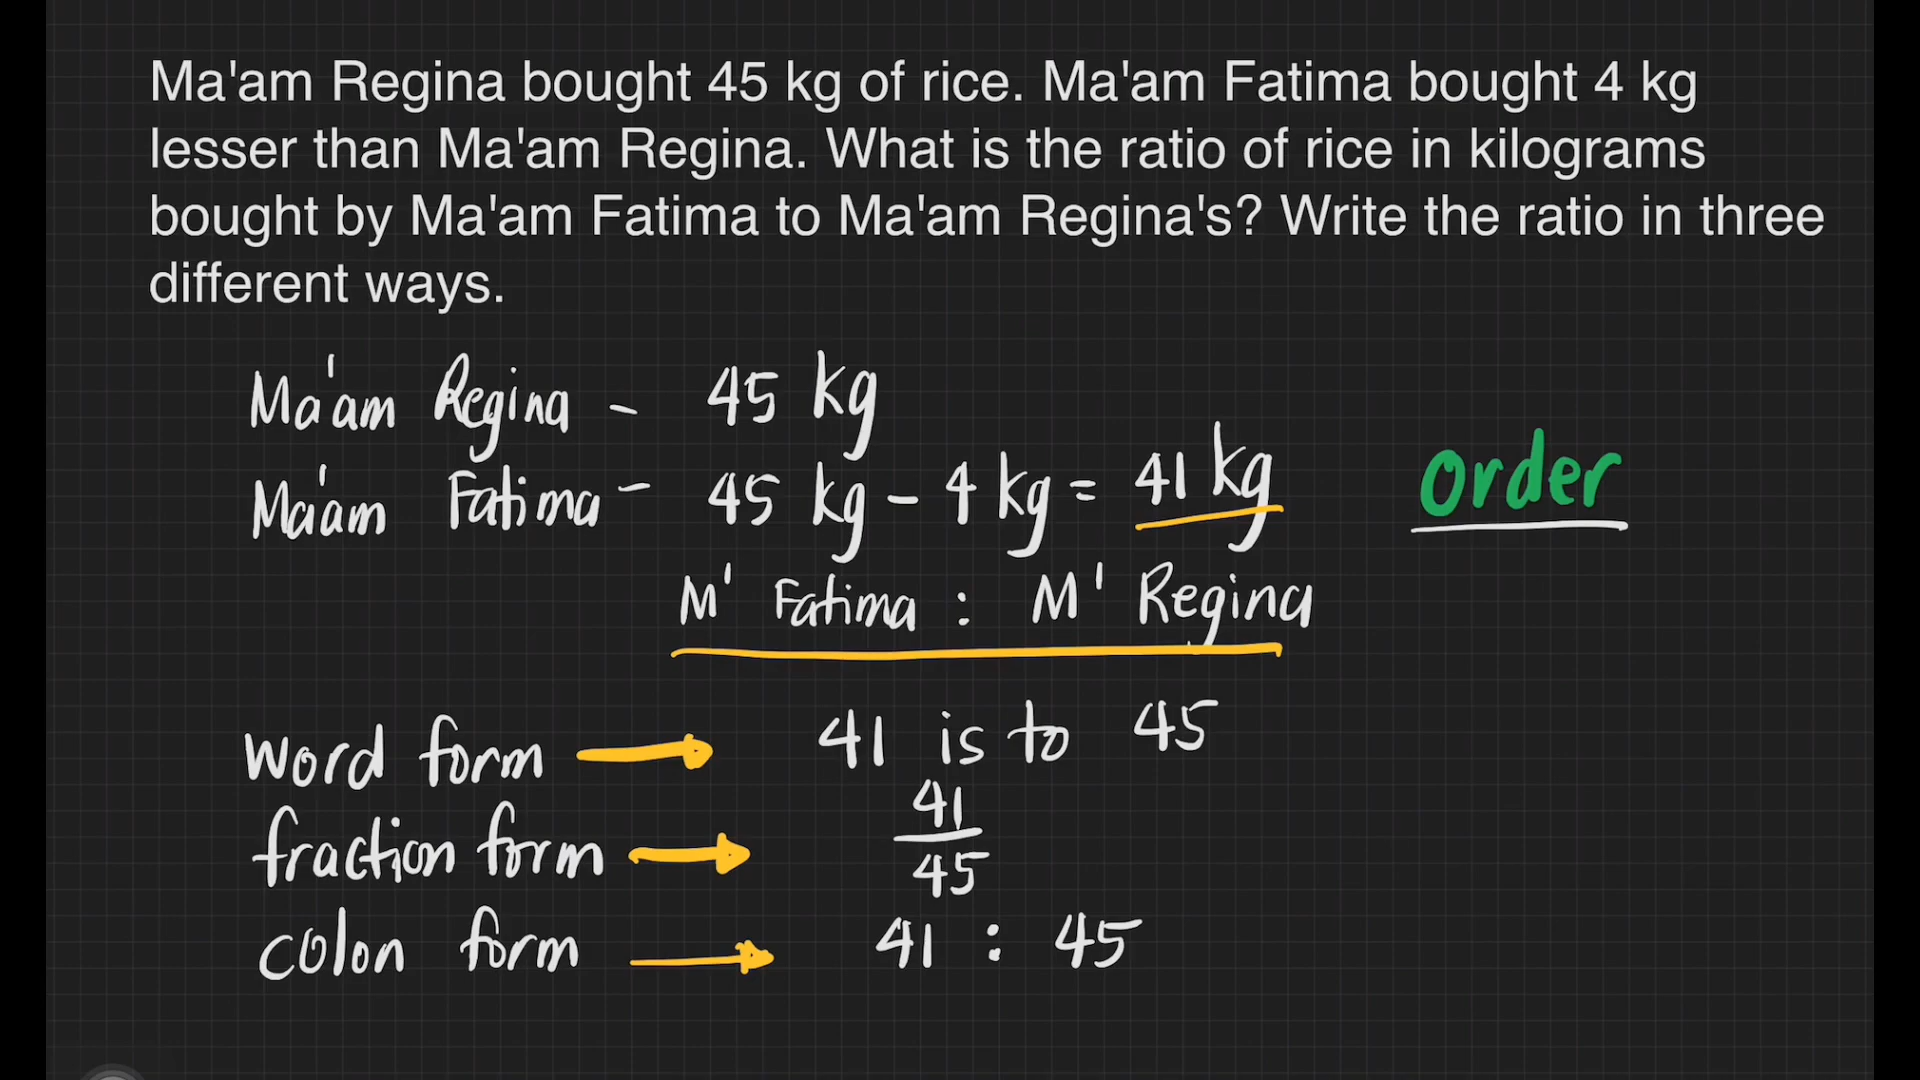 Ma'am Regina bought 45 kg of rice. Ma'am Fatima bought 4 kg
lesser than Ma'am Regina. What is the ratio of rice in kilograms
bought by Ma'am Fatima to Ma'am Regina's? Write the ratio in three
different ways.
Ma'am Regina - 45 kg
Ma'am Fatima - 45 kg - 4 kg = 41 kg
Order
M' Fatima : M' Regina
word form → 41 is to 45
fraction form → 41/45
colon form → 41 : 45